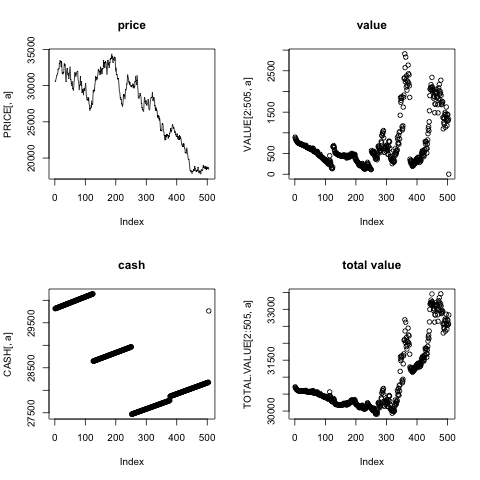 price
PRICE[, a]
20000 25000 30000 35000
0 100 200 300 400 500
Index
value
VALUE[2:505, a]
0 500 1500 2500
0 100 200 300 400 500
Index
cash
CASH[, a]
27500 28500 29500
0 100 200 300 400 500
Index
total value
TOTAL.VALUE[2:505, a]
30000 31500 33000
0 100 200 300 400 500
Index